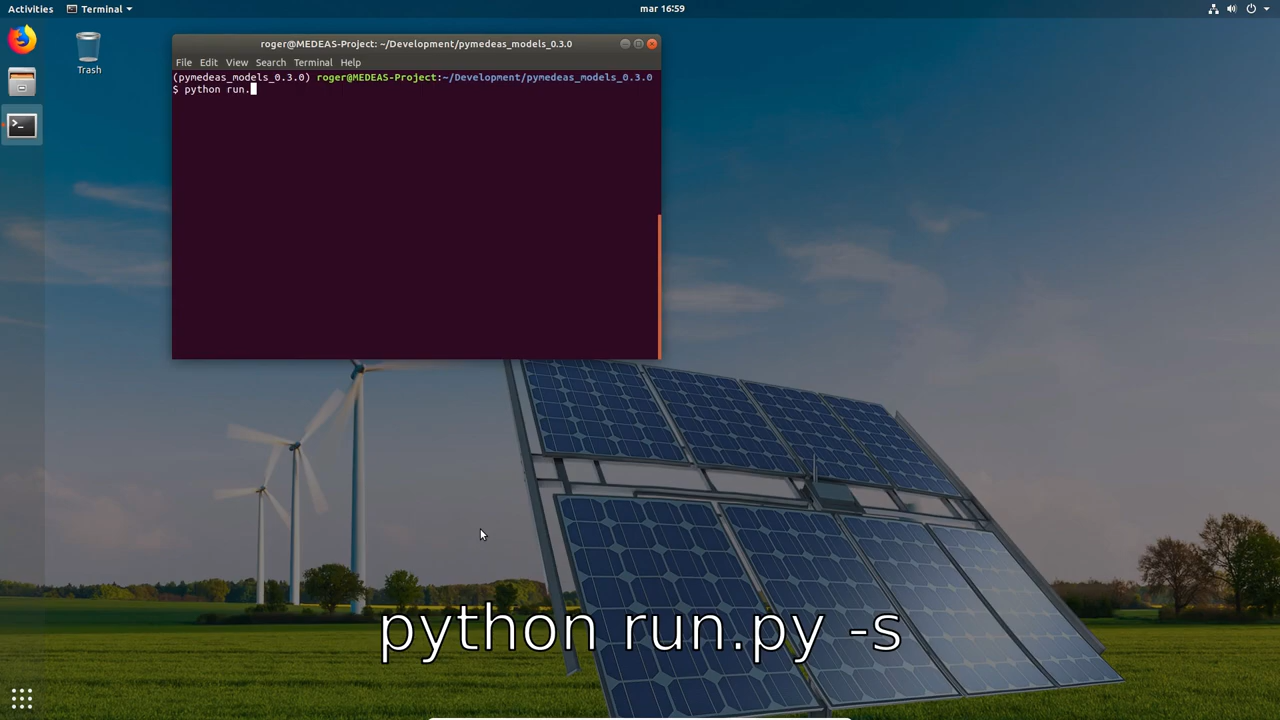 Activities
Terminal
mar 16:59
Trash
roger@MEDEAS-Project: ~/Development/pymedeas_models_0.3.0
File Edit View Search Terminal Help
(pymedeas_models_0.3.0) roger@MEDEAS-Project:~/Development/pymedeas_models_0.3.0
$ python run.
python run.py -s